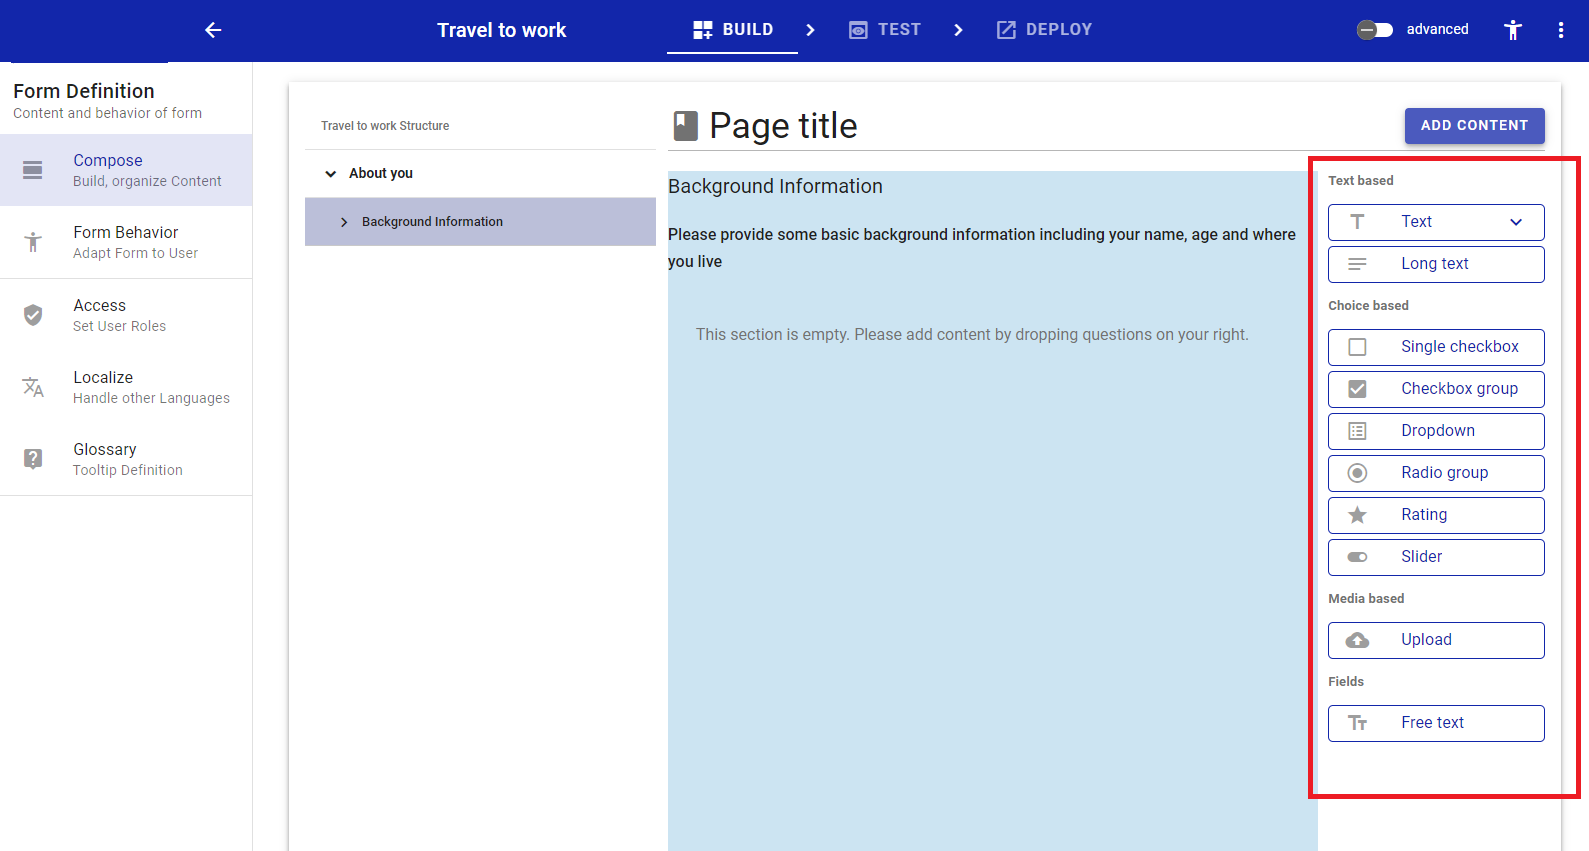 Travel to work
BUILD
TEST
DEPLOY
advanced
Form Definition
Content and behavior of form
Compose
Build, organize Content
Form Behavior
Adapt Form to User
Access
Set User Roles
Localize
Handle other Languages
Glossary
Tooltip Definition
Travel to work Structure
About you
Background Information
Page title
ADD CONTENT
Background Information
Please provide some basic background information including your name, age and where
you live
This section is empty. Please add content by dropping questions on your right.
Text based
Text
Long text
Choice based
Single checkbox
Checkbox group
Dropdown
Radio group
Rating
Slider
Media based
Upload
Fields
Free text